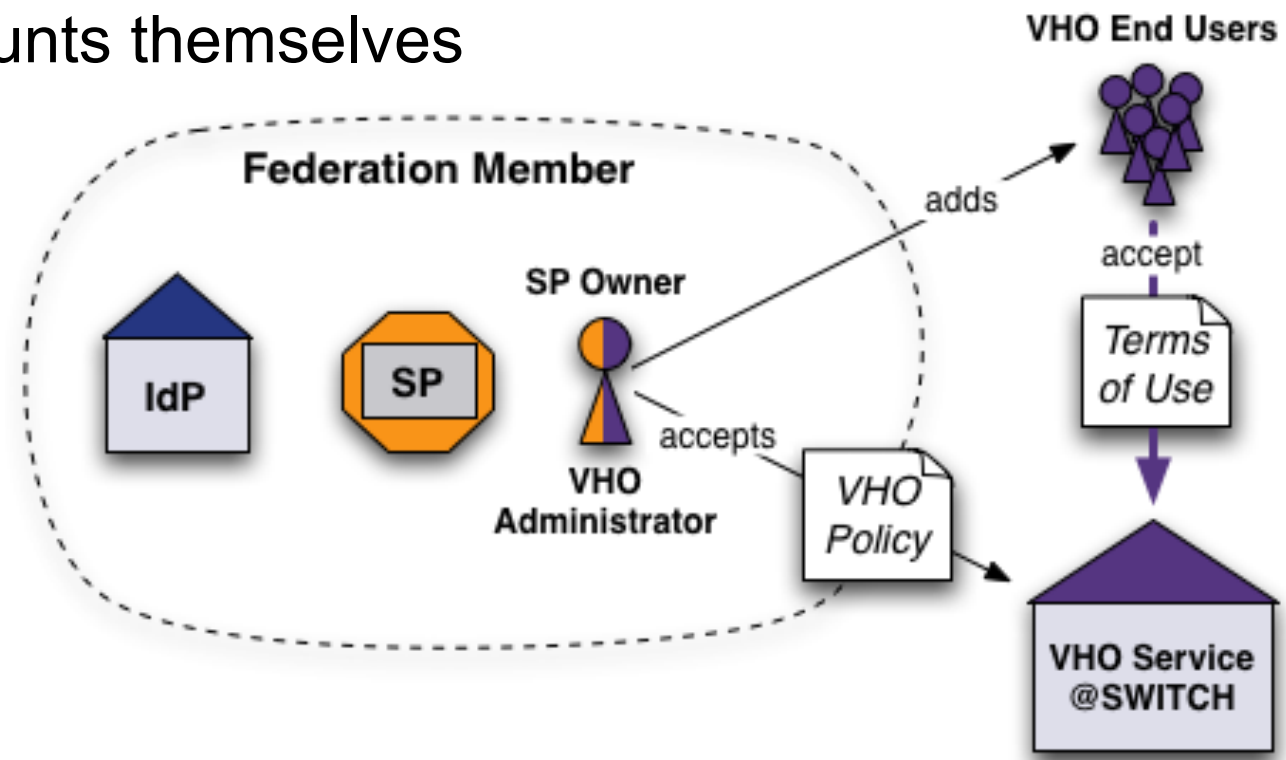 unts themselves
VHO End Users
Federation Member
adds
accept
SP Owner
Terms
of Use
IdP
SP
accepts
VHO
Administrator
VHO
Policy
VHO Service
@SWITCH